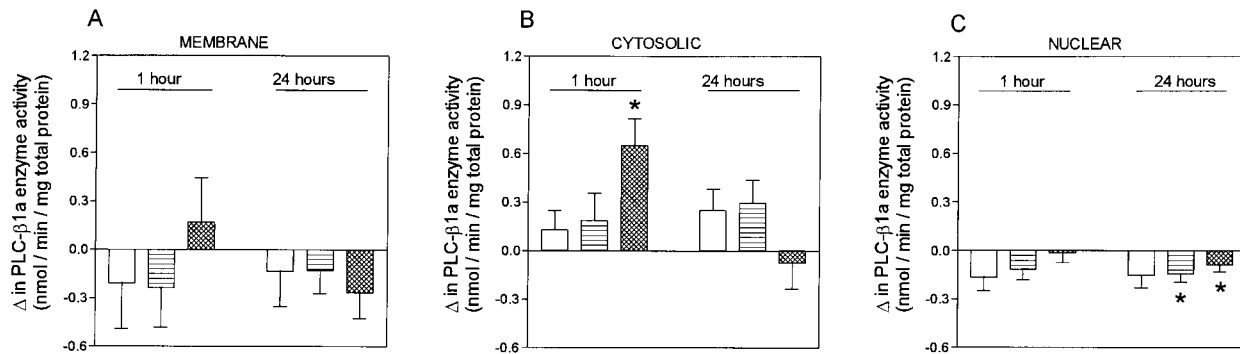 A
MEMBRANE
Δ in PLC-β1a enzyme activity
(nmol / min / mg total protein)
1.2
0.9
0.6
0.3
0.0
-0.3
-0.6
1 hour
24 hours
B
CYTOSOLIC
Δ in PLC-β1a enzyme activity
(nmol / min / mg total protein)
1.2
0.9
0.6
0.3
0.0
-0.3
-0.6
1 hour
24 hours
*
C
NUCLEAR
Δ in PLC-β1a enzyme activity
(nmol / min / mg total protein)
1.2
0.9
0.6
0.3
0.0
-0.3
-0.6
1 hour
24 hours
*
*